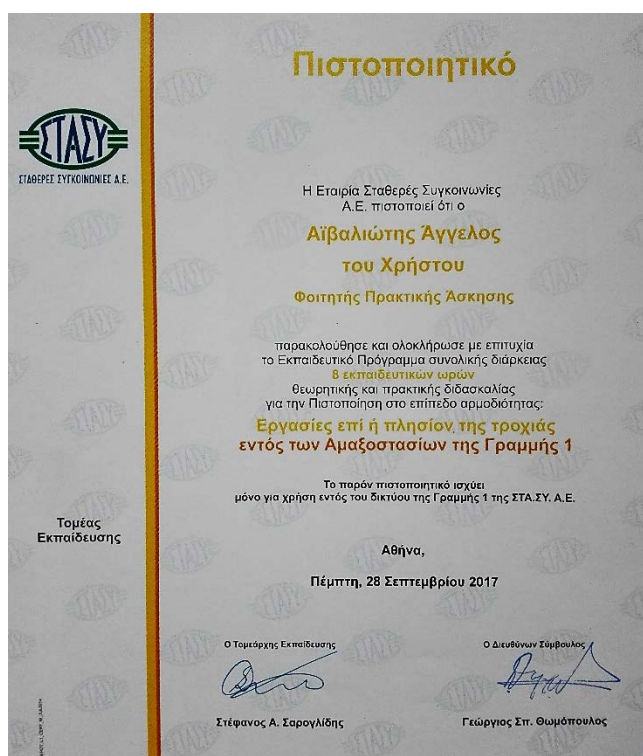 Πιστοποιητικό
ΣΤΑΣΥ
ΣΤΑΘΕΡΕΣ ΣΥΓΚΟΙΝΩΝΙΕΣ Α.Ε.
Η Εταιρία Σταθερές Συγκοινωνίες
Α.Ε. πιστοποιεί ότι ο
Αϊβαλιώτης Άγγελος
του Χρήστου
Φοιτητής Πρακτικής Άσκησης
παρακολούθησε και ολοκλήρωσε με επιτυχία
το Εκπαιδευτικό Πρόγραμμα συνολικής διάρκειας
8 εκπαιδευτικών ωρών
θεωρητικής και πρακτικής διδασκαλίας
για την Πιστοποίηση στο επίπεδο αρμοδιότητας:
Εργασίες επί ή πλησίον της τροχιάς
εντός των Αμαξοστασίων της Γραμμής 1
Το παρόν πιστοποιητικό ισχύει
μόνο για χρήση εντός του δικτύου της Γραμμής 1 της ΣΤΑ.ΣΥ. Α.Ε.
Τομέας
Εκπαίδευσης
Αθήνα,
Πέμπτη, 28 Σεπτεμβρίου 2017
Ο Τομεάρχης Εκπαίδευσης
Ο Διευθύνων Σύμβουλος
Στέφανος Α. Σαρογλίδης
Γεώργιος Σπ. Θωμόπουλος